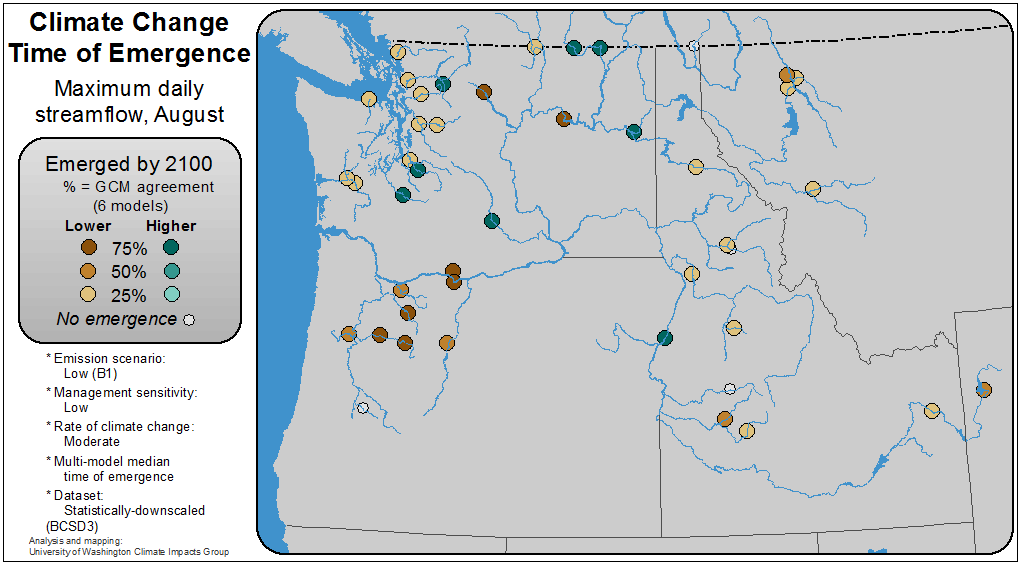 Climate Change
Time of Emergence
Maximum daily
streamflow, August
Emerged by 2100
% = GCM agreement
(6 models)
Lower Higher
75%
50%
25%
No emergence
* Emission scenario:
Low (B1)
* Management sensitivity:
Low
* Rate of climate change:
Moderate
* Multi-model median
time of emergence
* Dataset:
Statistically-downscaled
(BCSD3)
Analysis and mapping:
University of Washington Climate Impacts Group